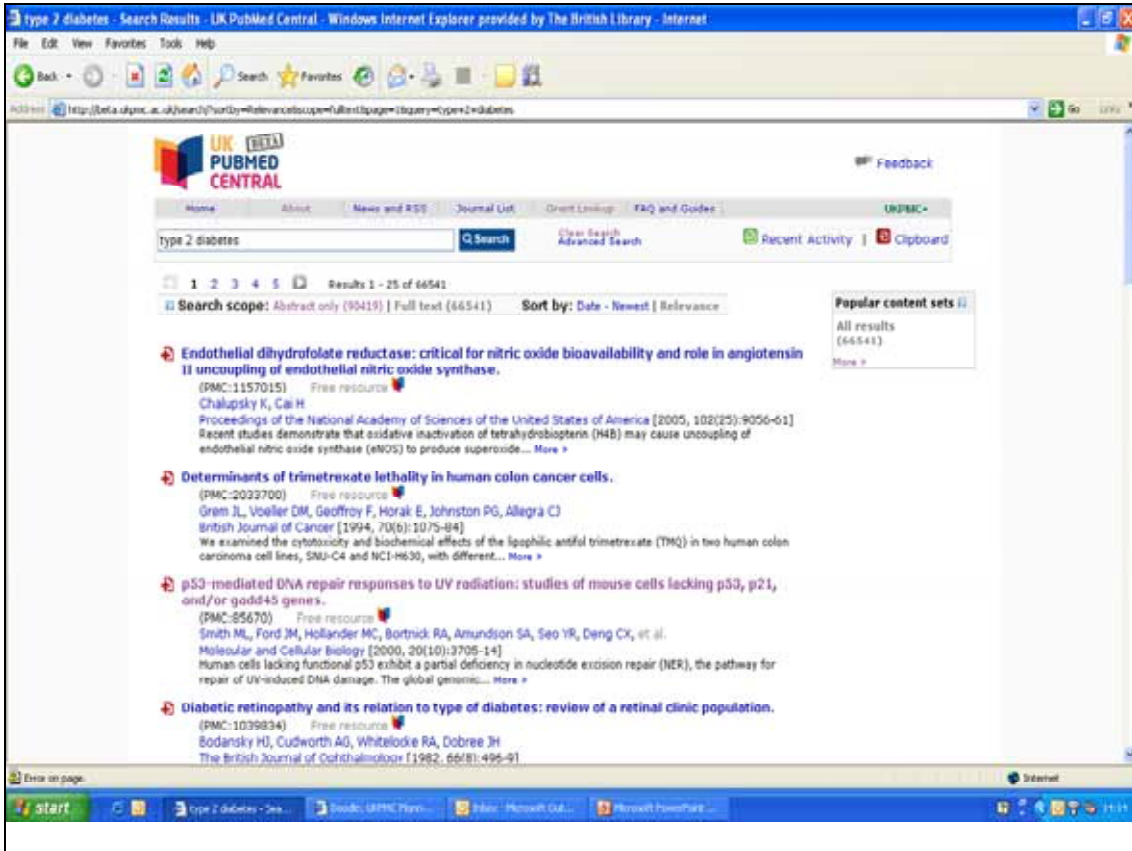 type 2 diabetes - Search Results - UK PubMed Central - Windows Internet Explorer provided by The British Library - Internet
File Edit View Favorites Tools Help
Back Search Favorites
Address Go Links
UK BETA
PUBMED
CENTRAL
Feedback
Home About News and RSS Journal List Grant Lookup FAQ and Guides UKPMC+
type 2 diabetes Search Clear Search
Advanced Search Recent Activity | Clipboard
1 2 3 4 5 Results 1 - 25 of 66541
Search scope: Abstract only (90419) | Full text (66541) Sort by: Date - Newest | Relevance
Popular content sets
All results
(66541)
More >
Endothelial dihydrofolate reductase: critical for nitric oxide bioavailability and role in angiotensin
II uncoupling of endothelial nitric oxide synthase.
(PMC:1157015) Free resource
Chalupsky K, Cai H
Proceedings of the National Academy of Sciences of the United States of America [2005, 102(25):9056-61]
Recent studies demonstrate that oxidative inactivation of tetrahydrobiopterin (H4B) may cause uncoupling of
endothelial nitric oxide synthase (eNOS) to produce superoxide... More >
Determinants of trimetrexate lethality in human colon cancer cells.
(PMC:2033700) Free resource
Grem JL, Voeller DM, Geoffroy F, Horak E, Johnston PG, Allegra CJ
British Journal of Cancer [1994, 70(6):1075-84]
We examined the cytotoxicity and biochemical effects of the lipophilic antifol trimetrexate (TMQ) in two human colon
carcinoma cell lines, SNU-C4 and NCI-H630, with different... More >
p53-mediated DNA repair responses to UV radiation: studies of mouse cells lacking p53, p21,
and/or gadd45 genes.
(PMC:85670) Free resource
Smith ML, Ford JM, Hollander MC, Bortnick RA, Amundson SA, Seo YR, Deng CX, et al.
Molecular and Cellular Biology [2000, 20(10):3705-14]
Human cells lacking functional p53 exhibit a partial deficiency in nucleotide excision repair (NER), the pathway for
repair of UV-induced DNA damage. The global genomic... More >
Diabetic retinopathy and its relation to type of diabetes: review of a retinal clinic population.
(PMC:1039834) Free resource
Bodansky HJ, Cudworth AG, Whitelocke RA, Dobree JH
The British Journal of Ophthalmology [1982, 66(8):496-9]
Error on page. Internet
start type 2 diabetes - Sea... Inbox - Microsoft Out... Microsoft PowerPoint ...